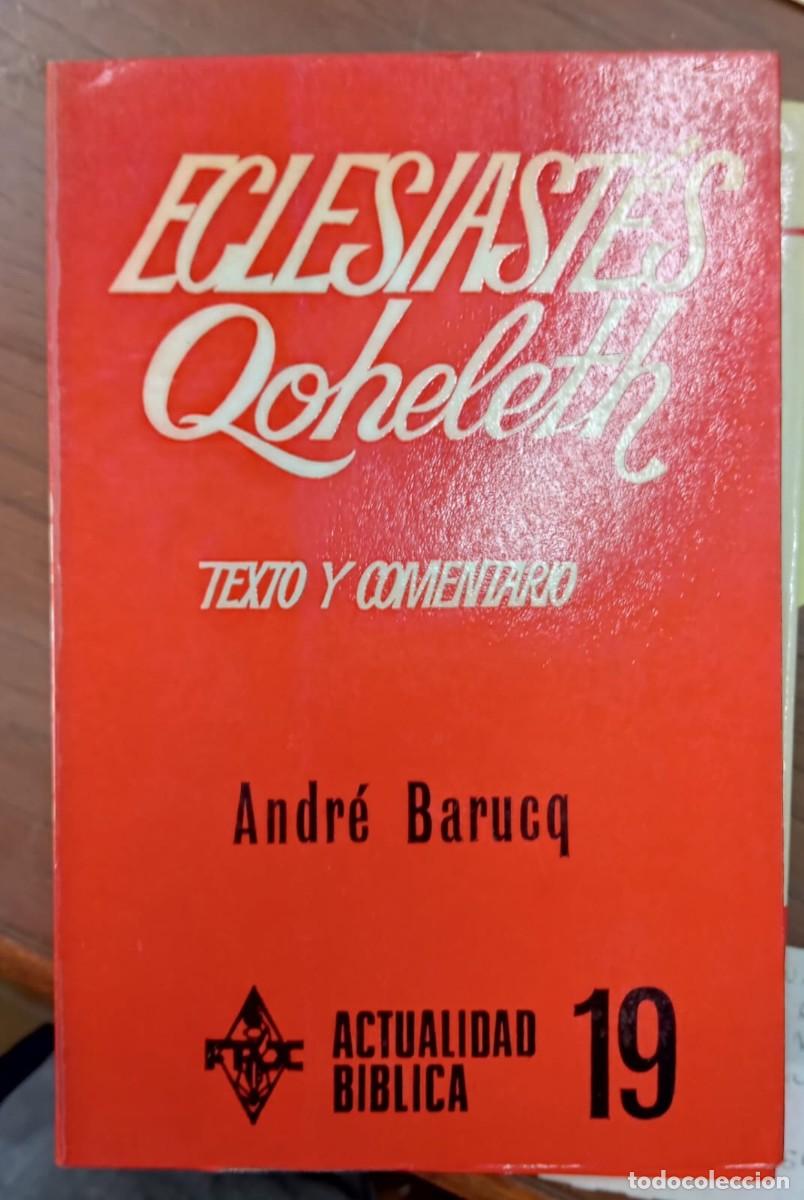 ECLESIASTÉS
Qoheleth
TEXTO Y COMENTARIO
André Barucq
ACTUALIDAD
BIBLICA
19
todocoleccion